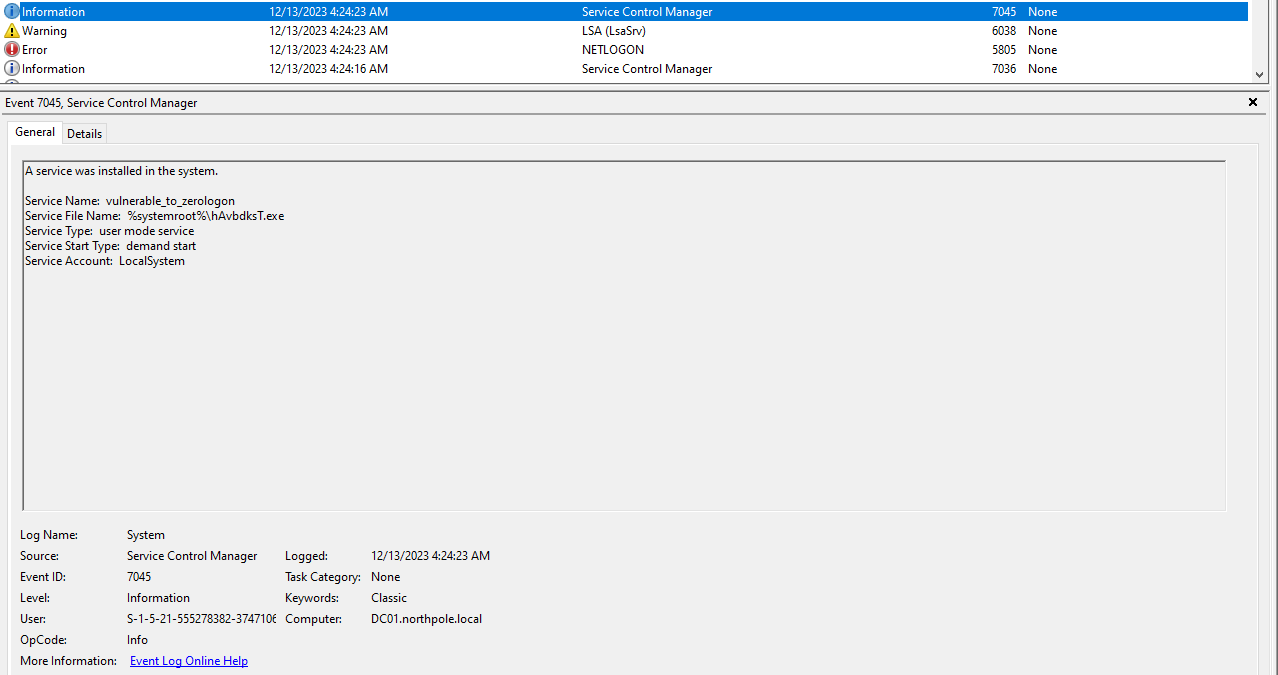 Information 12/13/2023 4:24:23 AM Service Control Manager 7045 None
Warning 12/13/2023 4:24:23 AM LSA (LsaSrv) 6038 None
Error 12/13/2023 4:24:23 AM NETLOGON 5805 None
Information 12/13/2023 4:24:16 AM Service Control Manager 7036 None
Event 7045, Service Control Manager
General Details
A service was installed in the system.
Service Name: vulnerable_to_zerologon
Service File Name: %systemroot%\hAvbdksT.exe
Service Type: user mode service
Service Start Type: demand start
Service Account: LocalSystem
Log Name: System
Source: Service Control Manager Logged: 12/13/2023 4:24:23 AM
Event ID: 7045 Task Category: None
Level: Information Keywords: Classic
User: S-1-5-21-555278382-3747106 Computer: DC01.northpole.local
OpCode: Info
More Information: Event Log Online Help